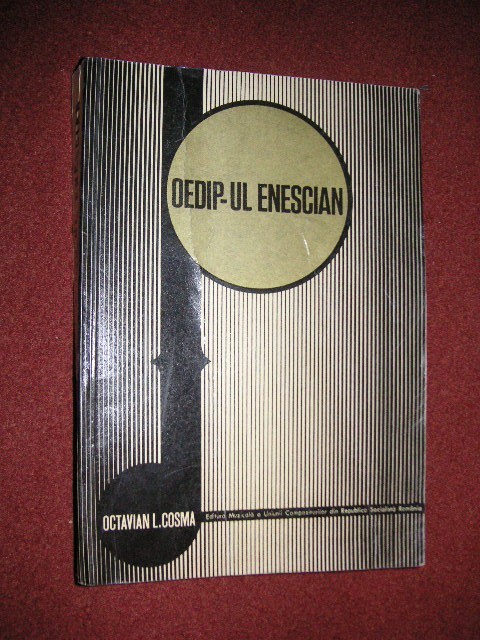 OEDIP-UL ENESCIAN
OCTAVIAN L. COSMA
Editura Muzicală a Uniunii Compozitorilor din Republica Socialistă România